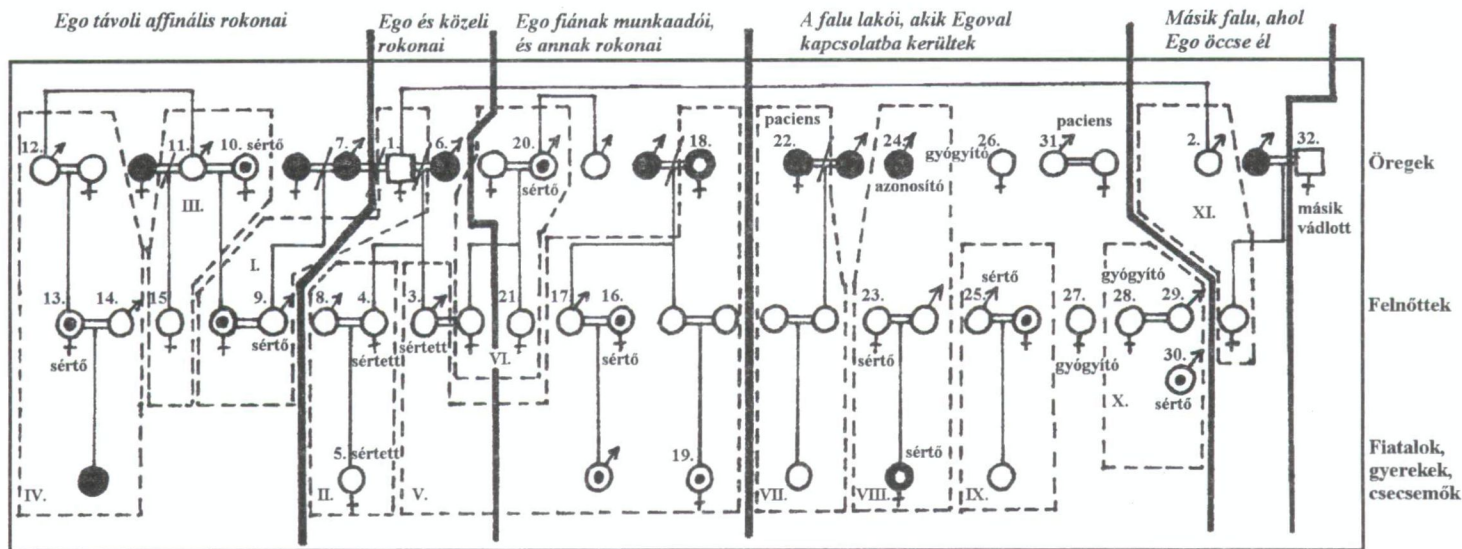 Ego távoli affinális rokonai
Ego és közeli
rokonai
Ego fiának munkaadói,
és annak rokonai
A falu lakói, akik Egoval
kapcsolatba kerültek
Másik falu, ahol
Ego öccse él
12.
11.
10. sértő
7.
1.
6.
20.
sértő
18.
paciens
22.
24.
azonosító
gyógyító
26.
31.
paciens
2.
32.
másik
vádlott
Öregek
III.
I.
XI.
13.
sértő
14.
15.
9.
sértő
8.
4.
sértett
3.
sértett
21.
VI.
17.
16.
sértő
23.
sértő
sértő
25.
27.
gyógyító
gyógyító
28.
29.
30.
sértő
X.
Felnőttek
IV.
5. sértett
II.
V.
19.
VII.
sértő
VIII.
IX.
Fiatalok,
gyerekek,
csecsemők